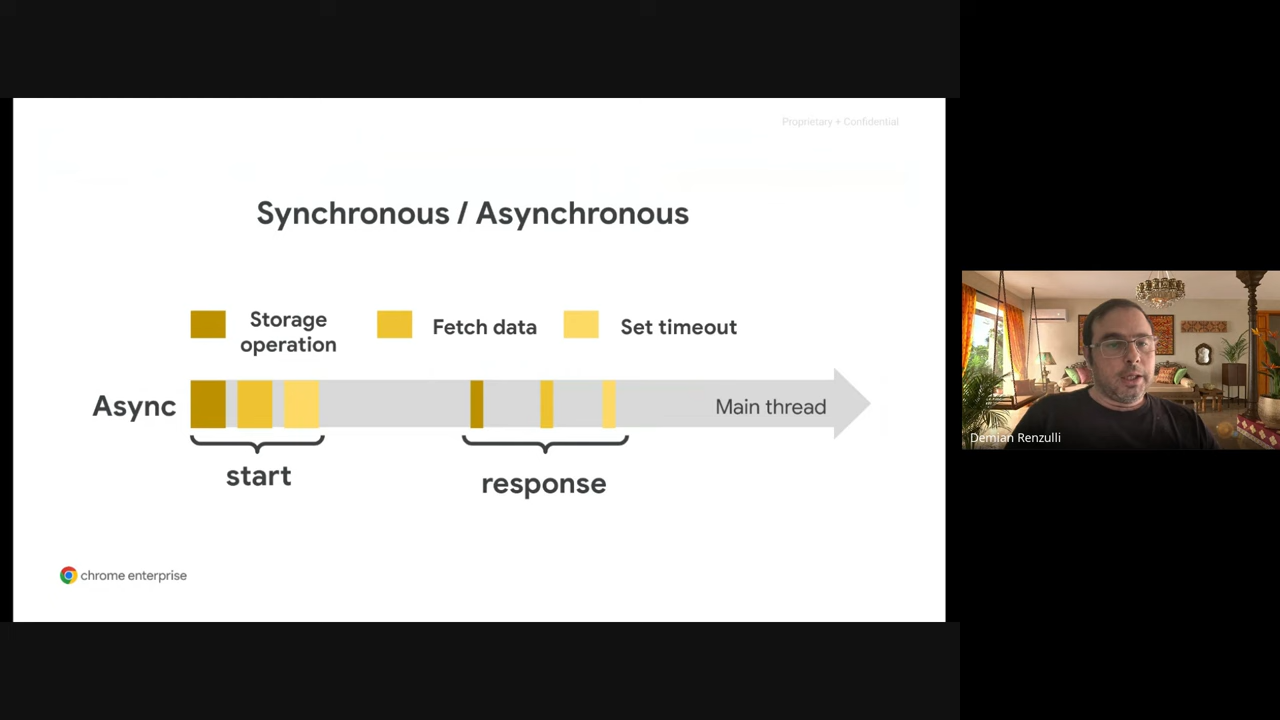 Proprietary + Confidential
Synchronous / Asynchronous
Storage
operation
Fetch data
Set timeout
Async
Main thread
start
response
chrome enterprise
Demian Renzulli